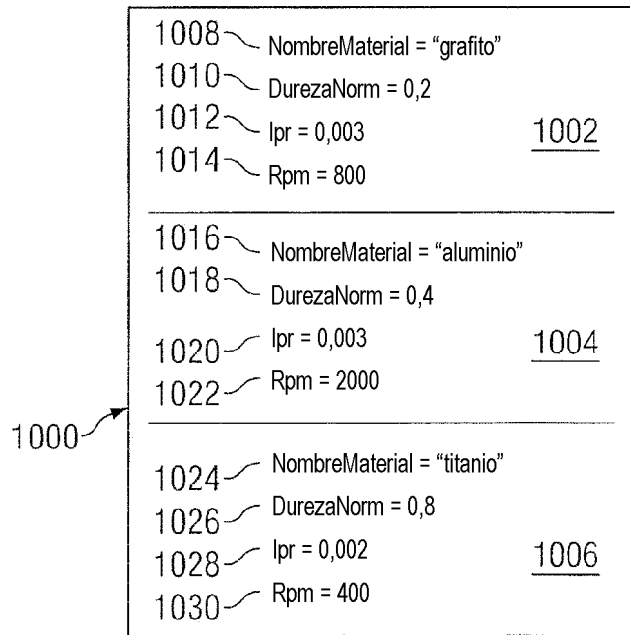 1008 NombreMaterial = “grafito”
1010 DurezaNorm = 0,2
1012 Ipr = 0,003 1002
1014 Rpm = 800
1016 NombreMaterial = “aluminio”
1018 DurezaNorm = 0,4
1020 Ipr = 0,003 1004
1022 Rpm = 2000
1000
1024 NombreMaterial = “titanio”
1026 DurezaNorm = 0,8
1028 Ipr = 0,002 1006
1030 Rpm = 400